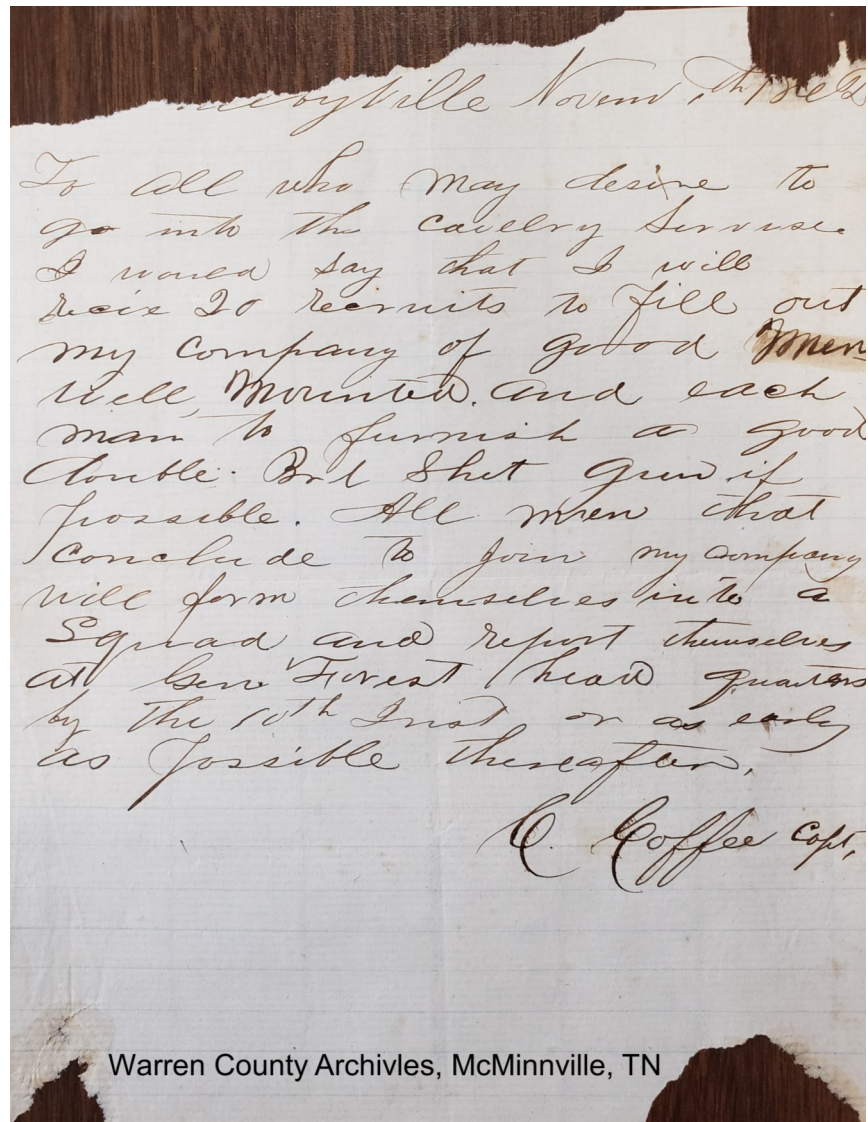 Novem
To all who may desire to
go into the cavelry Servise.
I would say that I will
recix 20 recruits to fill out
my company of good Men
well, Mounted. and each
man to furnish a good
double. Brl Shot Gun if
possible. All men that
conclude to join my company
will form themselves into a
Squad and report themselves
at Gen' Forest head quarters
by the 10th Inst, or as early
as possible thereafter,
C. Coffee Capt,
Warren County Archivles, McMinnville, TN